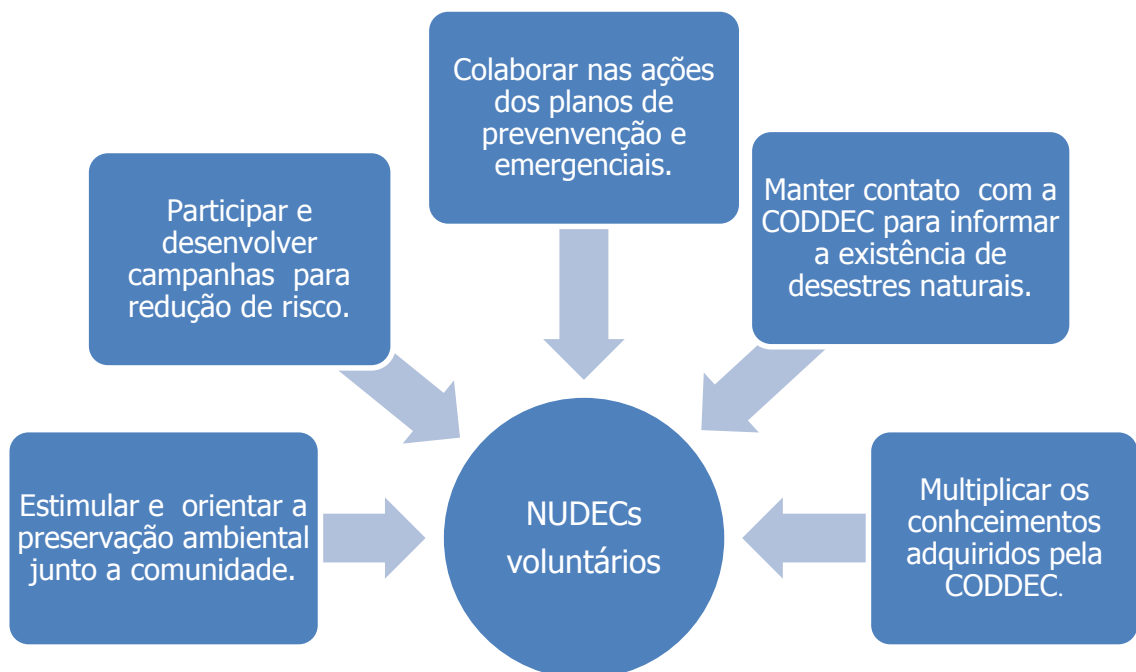 Colaborar nas ações
dos planos de
prevenvenção e
emergenciais.
Participar e
desenvolver
campanhas para
redução de risco.
Manter contato com a
CODDEC para informar
a existência de
desestres naturais.
Estimular e orientar a
preservação ambiental
junto a comunidade.
NUDECs
voluntários
Multiplicar os
conhceimentos
adquiridos pela
CODDEC.